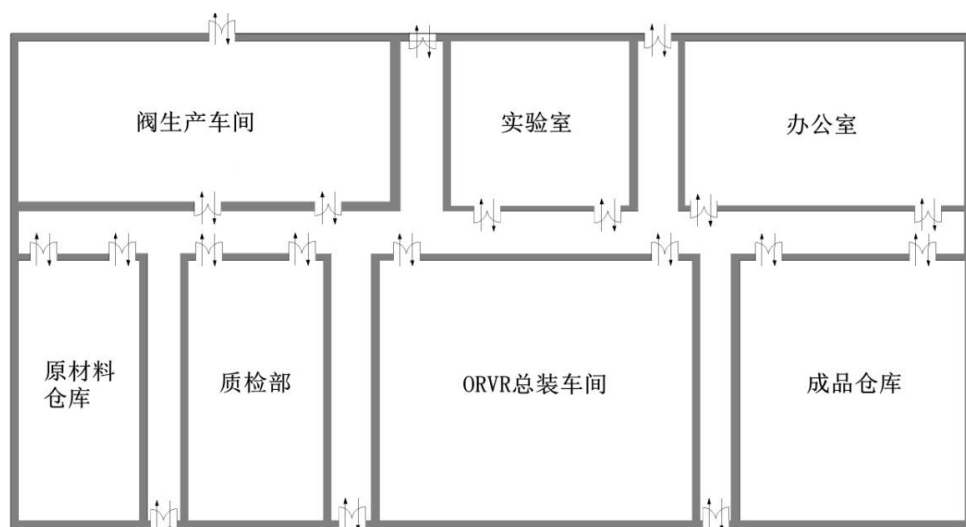 阀生产车间
实验室
办公室
原材料
仓库
质检部
ORVR总装车间
成品仓库